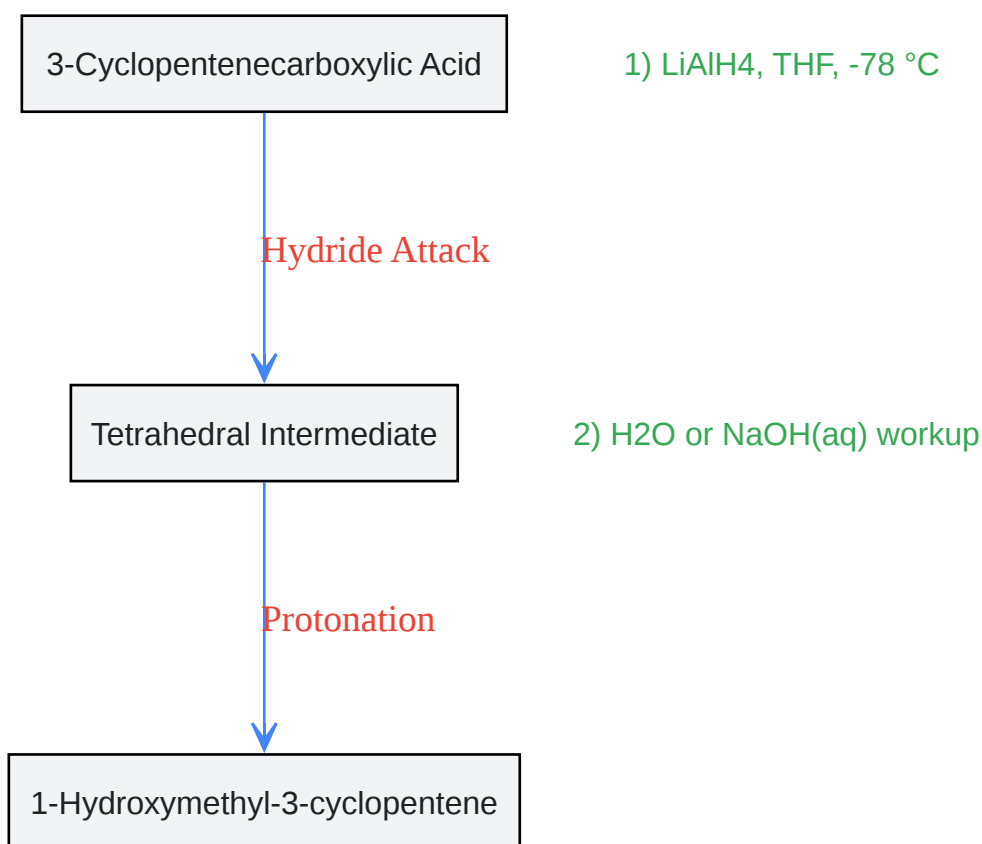 3-Cyclopentenecarboxylic Acid
1) LiAlH4, THF, -78 °C
Hydride Attack
Tetrahedral Intermediate
2) H2O or NaOH(aq) workup
Protonation
1-Hydroxymethyl-3-cyclopentene